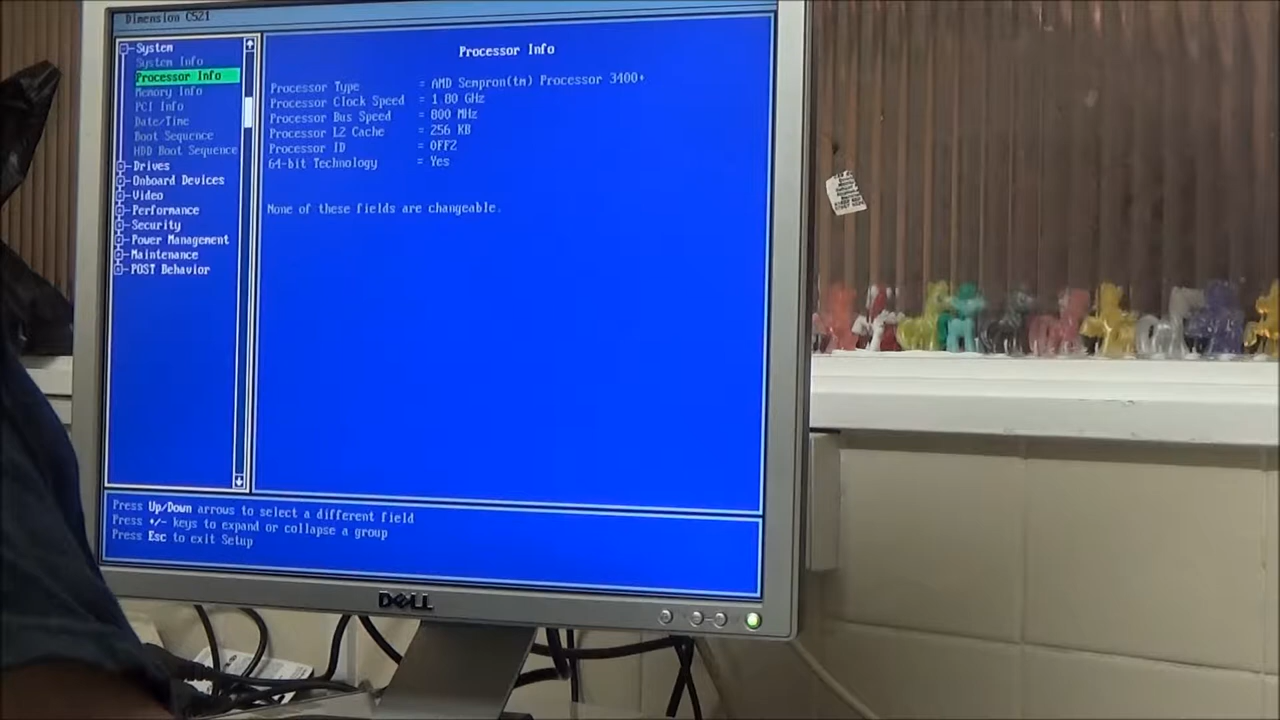 Dimension C521
System
System Info
Processor Info
Memory Info
PCI Info
Date/Time
Boot Sequence
HDD Boot Sequence
Drives
Onboard Devices
Video
Performance
Security
Power Management
Maintenance
POST Behavior
Processor Info
Processor Type = AMD Sempron(tm) Processor 3400+
Processor Clock Speed = 1.80 GHz
Processor Bus Speed = 800 MHz
Processor L2 Cache = 256 KB
Processor ID = 0FF2
64-bit Technology = Yes
None of these fields are changeable.
Press Up/Down arrows to select a different field
Press +/- keys to expand or collapse a group
Press Esc to exit Setup
DELL